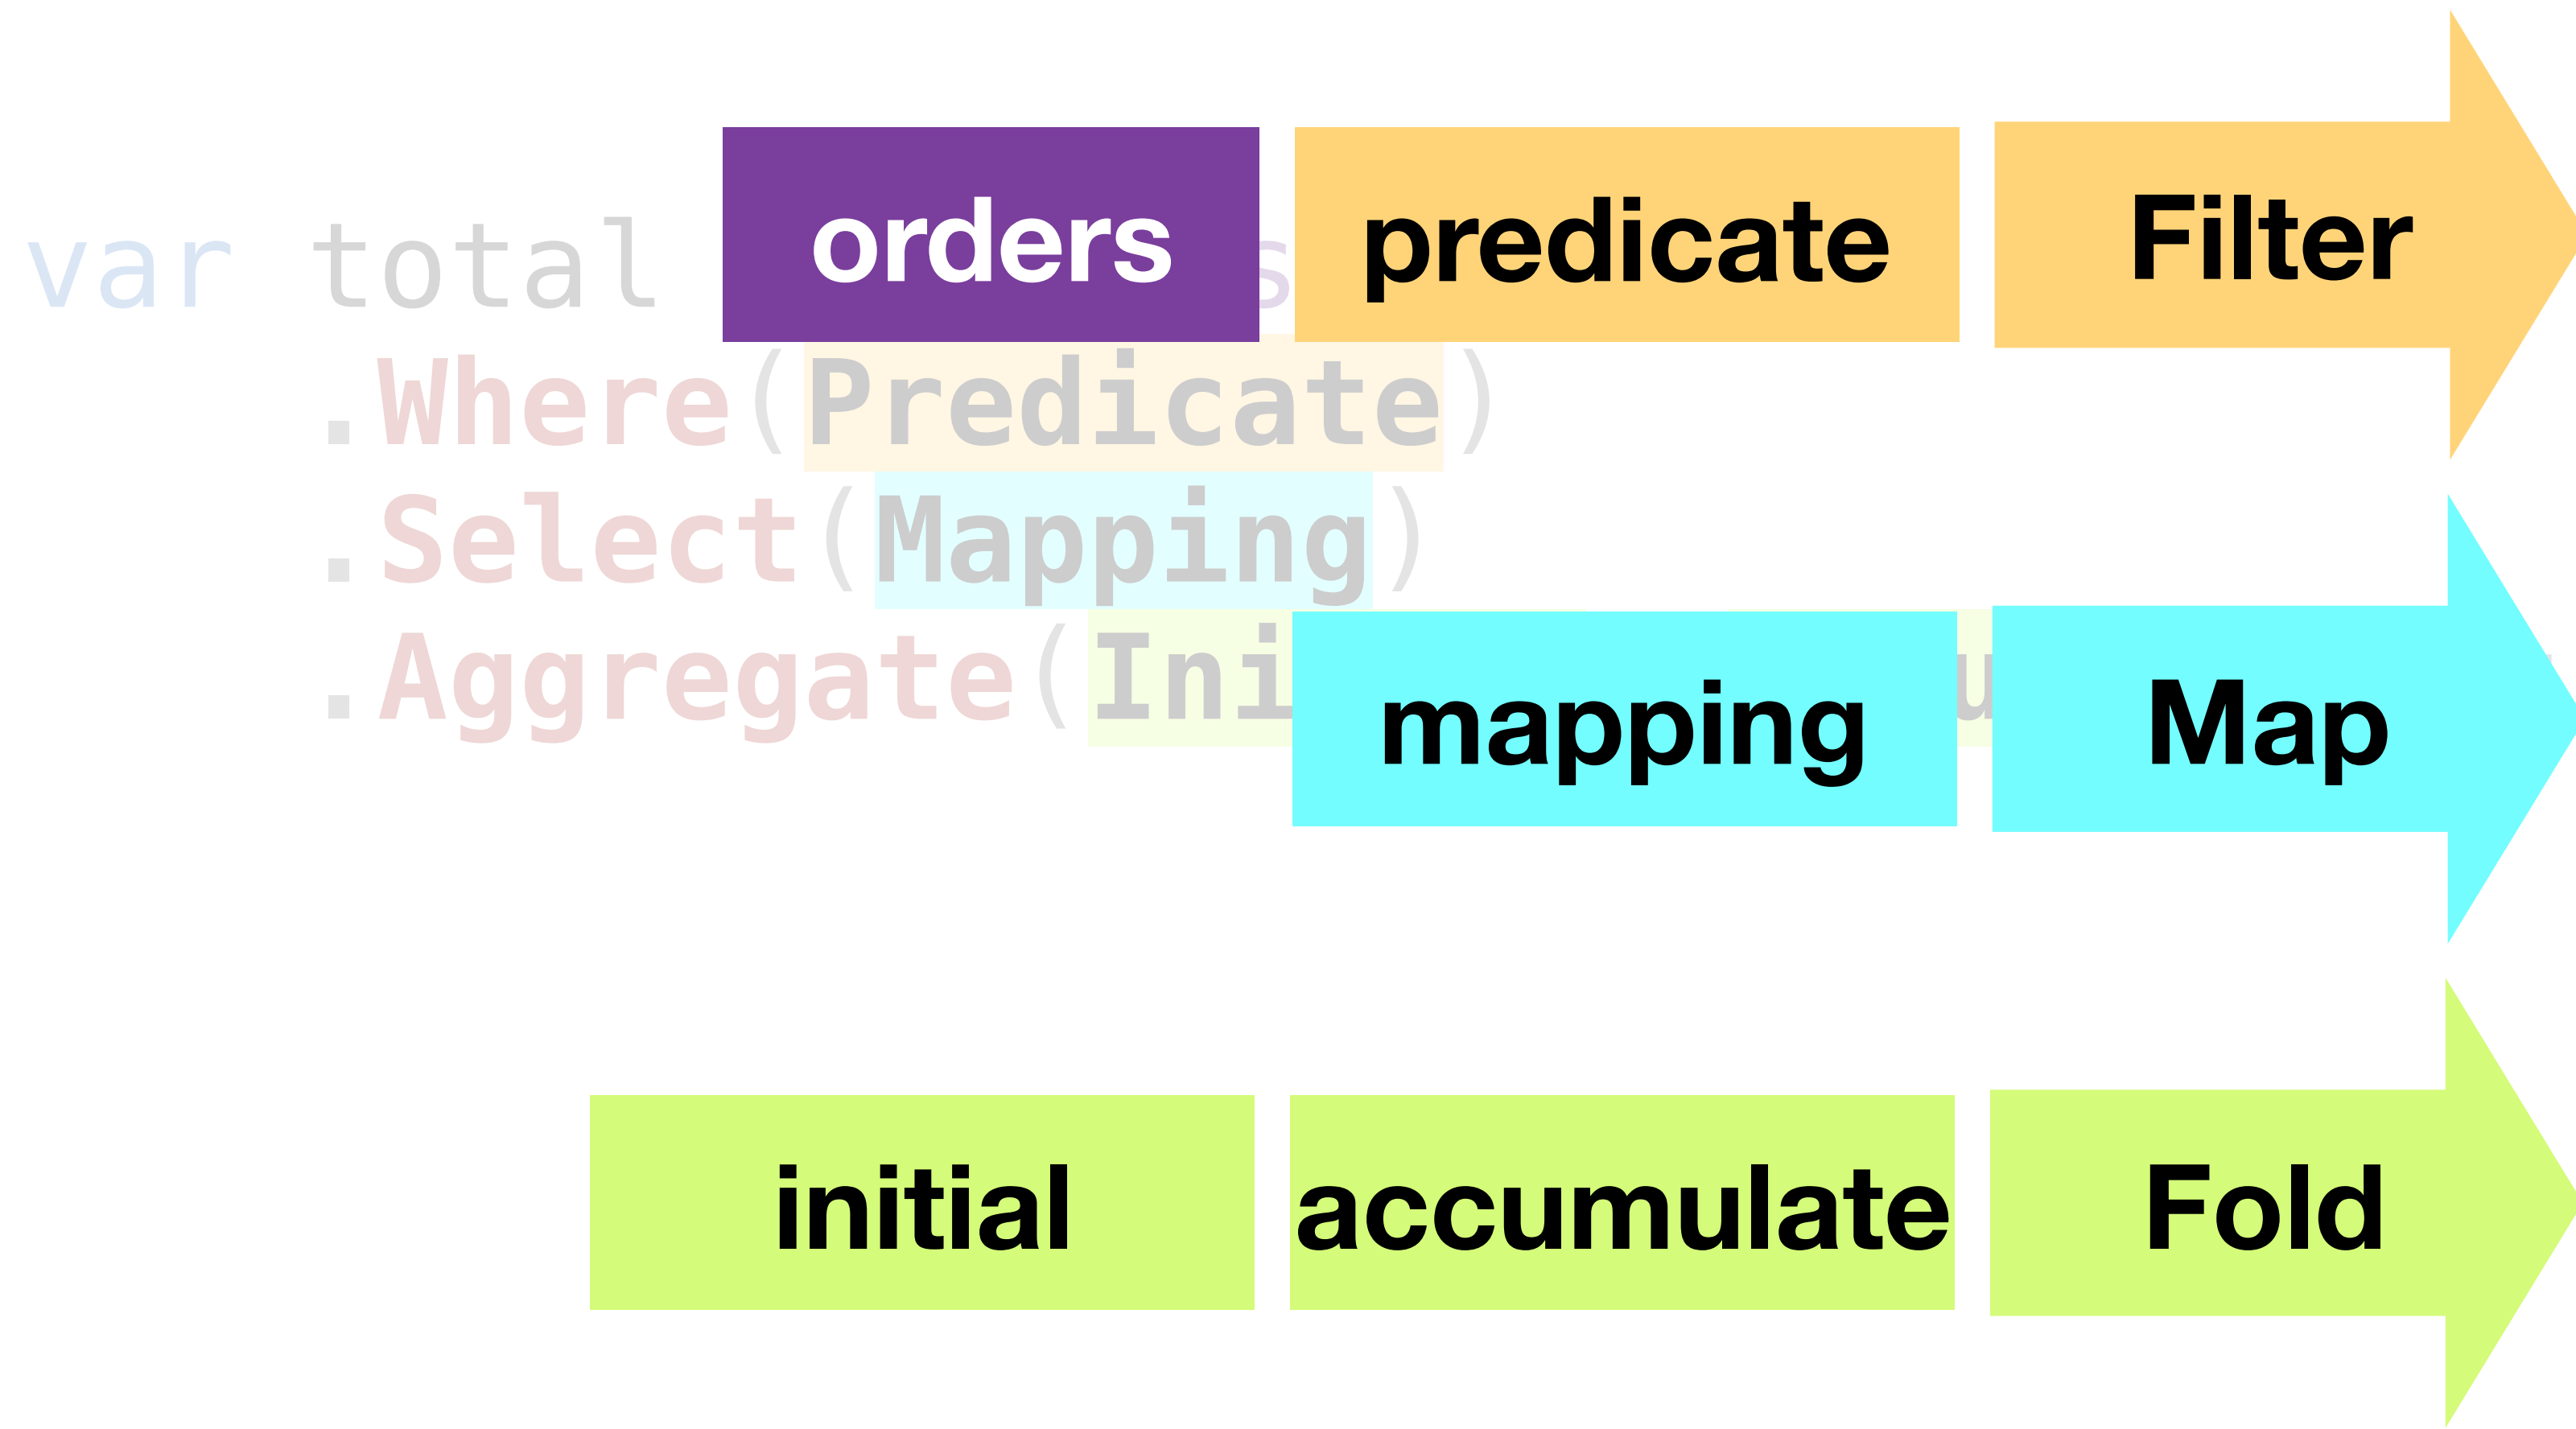 orders predicate Filter
var total
.Where(Predicate)
.Select(Mapping)
.Aggregate(Ini
mapping Map
initial accumulate Fold